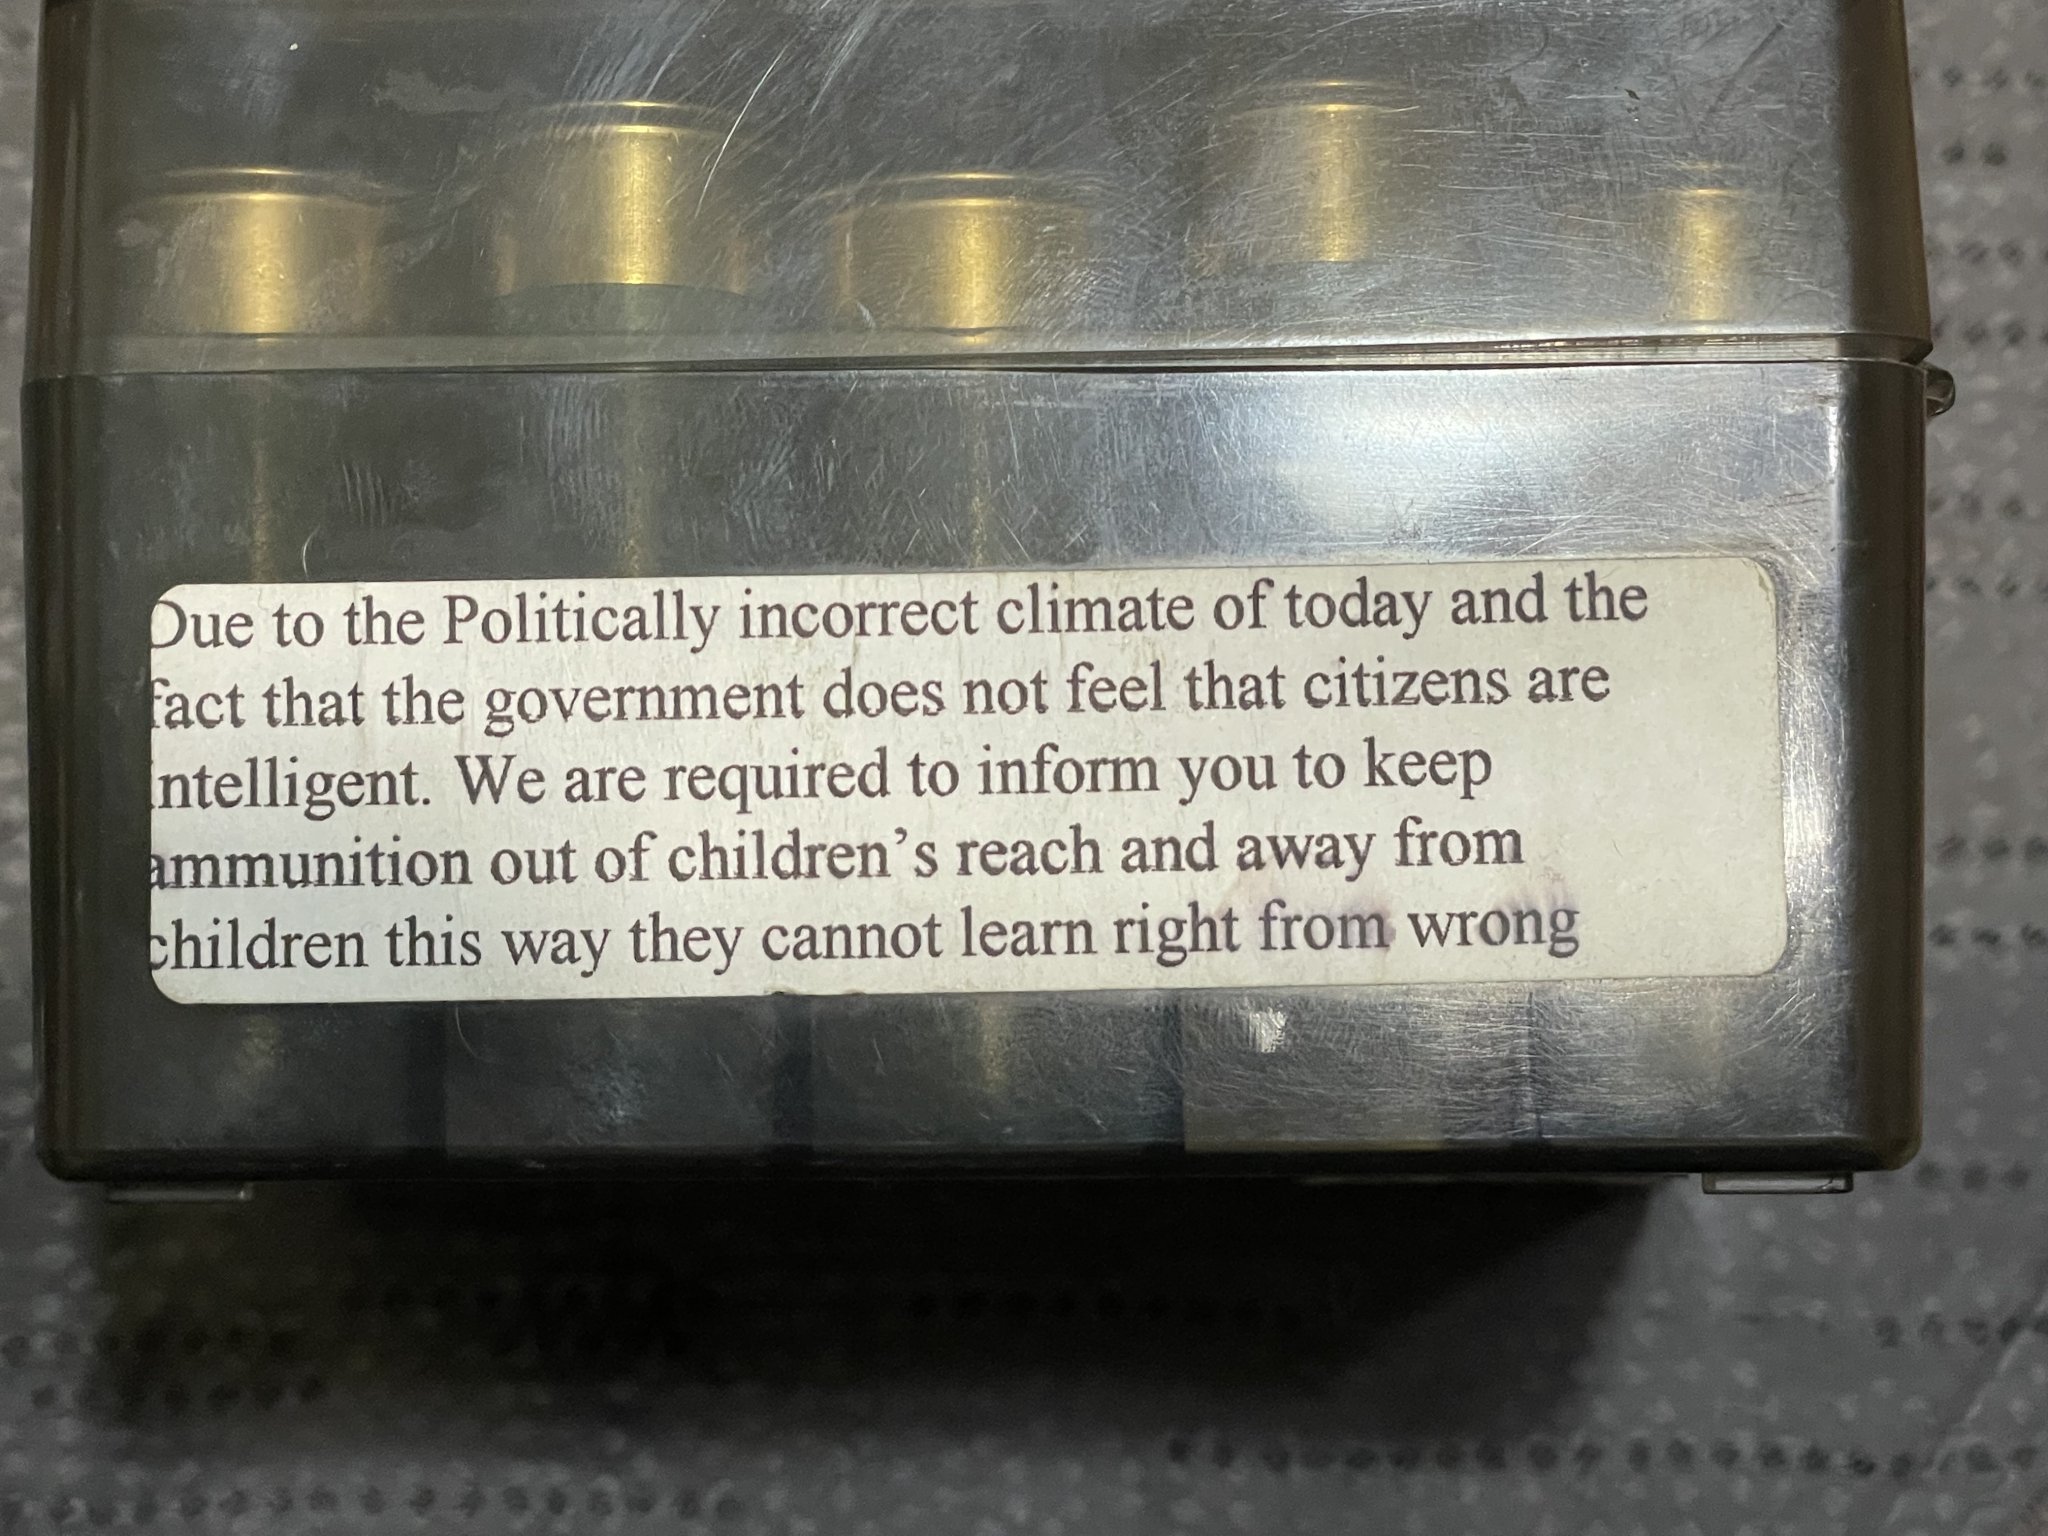 Due to the Politically incorrect climate of today and the
fact that the government does not feel that citizens are
intelligent. We are required to inform you to keep
ammunition out of children’s reach and away from
children this way they cannot learn right from wrong